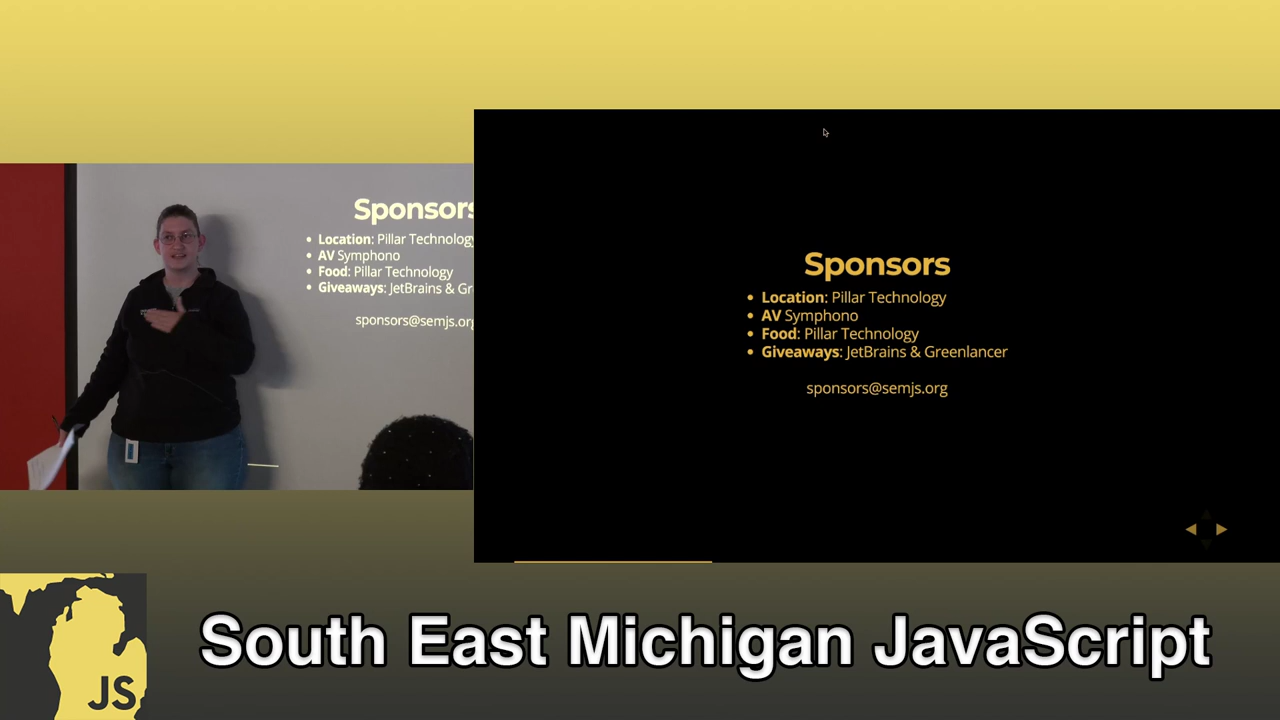 Sponsors
Location: Pillar Technology
AV Symphono
Food: Pillar Technology
Giveaways: JetBrains & Gr
sponsors@semjs.org
Sponsors
Location: Pillar Technology
AV Symphono
Food: Pillar Technology
Giveaways: JetBrains & Greenlancer
sponsors@semjs.org
JS
South East Michigan JavaScript